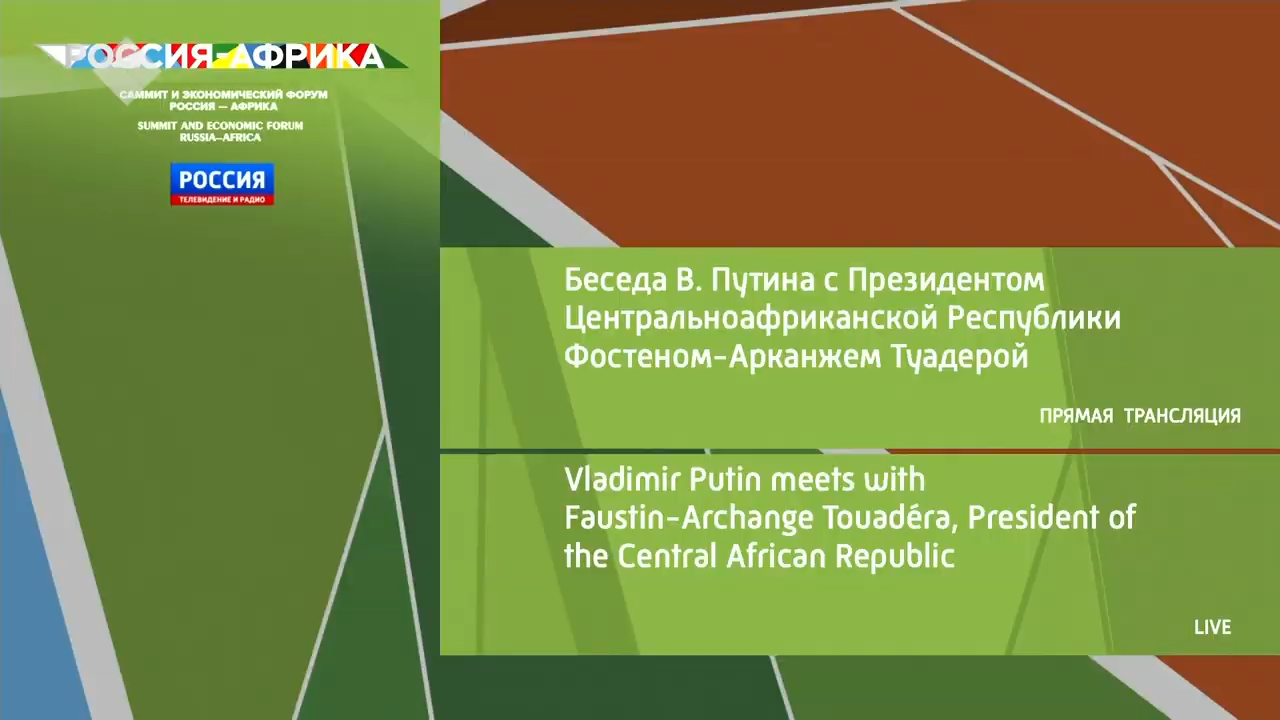 РОССИЯ-АФРИКА
САММИТ И ЭКОНОМИЧЕСКИЙ ФОРУМ
РОССИЯ — АФРИКА
SUMMIT AND ECONOMIC FORUM
RUSSIA–AFRICA
РОССИЯ
ТЕЛЕВИДЕНИЕ И РАДИО
Беседа В. Путина с Президентом
Центральноафриканской Республики
Фостеном-Арканжем Туадерой
ПРЯМАЯ ТРАНСЛЯЦИЯ
Vladimir Putin meets with
Faustin-Archange Touadéra, President of
the Central African Republic
LIVE